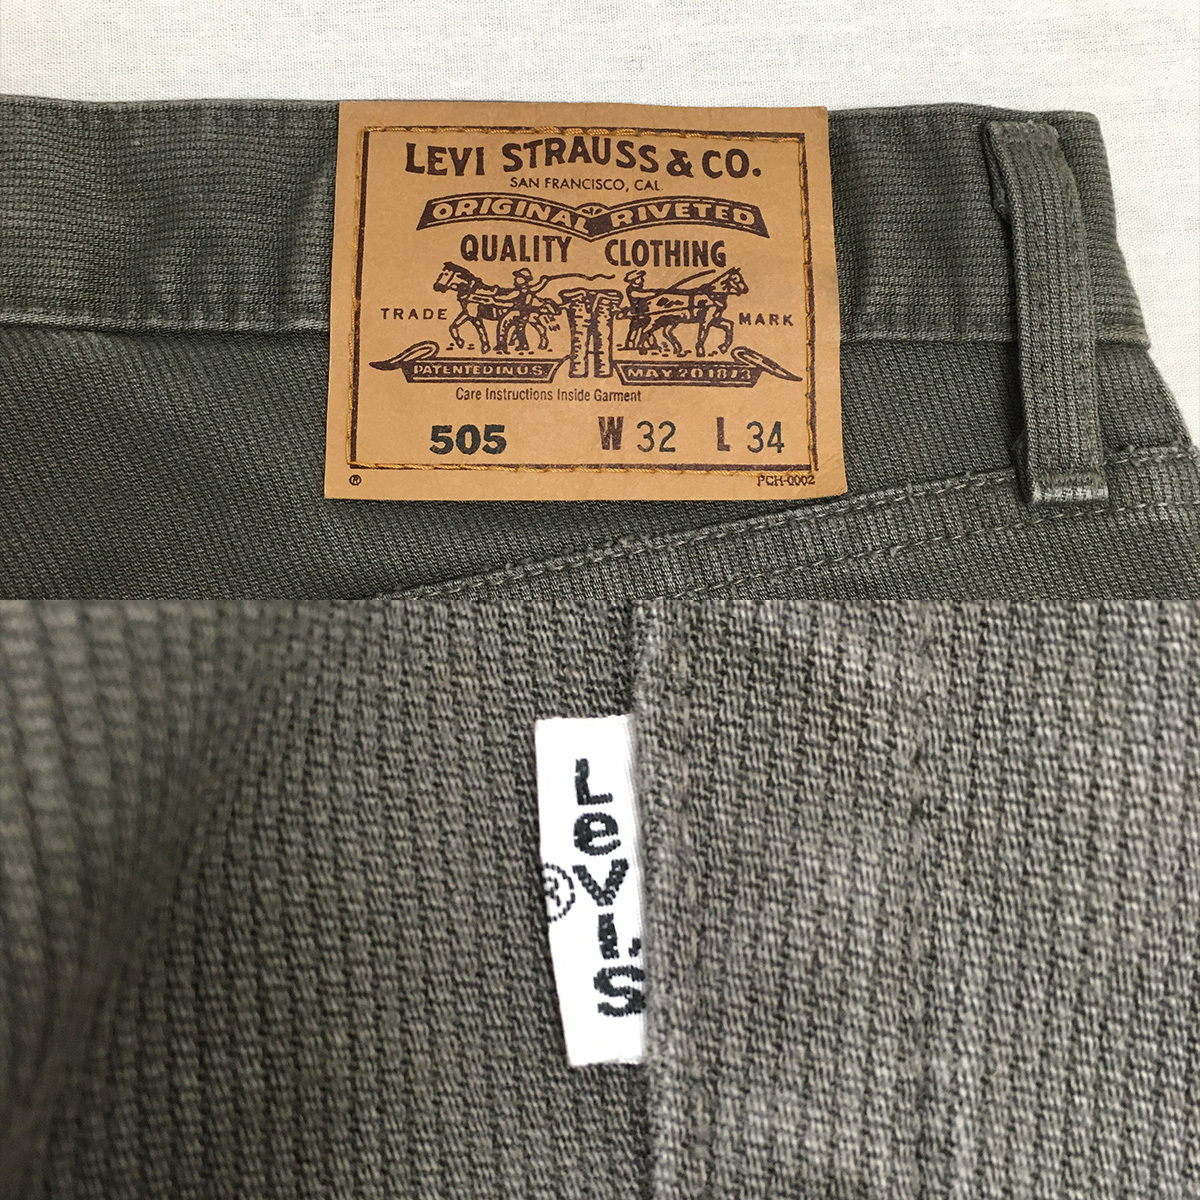 LEVI STRAUSS & CO.
SAN FRANCISCO, CAL
ORIGINAL RIVETED
QUALITY CLOTHING
TRADE MARK
PATENTED IN U.S. MAY 20 1873
Care Instructions Inside Garment
505 W 32 L 34
® PCH-0002
LeVI'S
®